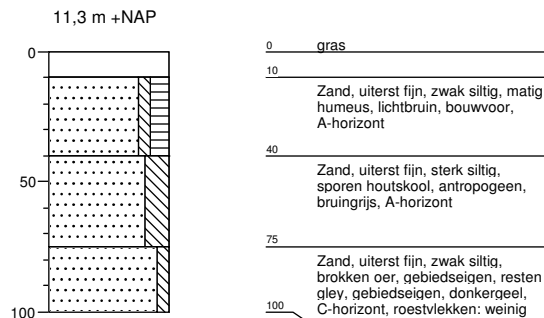 11,3 m +NAP
0
50
100
0 gras
10
Zand, uiterst fijn, zwak siltig, matig
humeus, lichtbruin, bouwvoor,
A-horizont
40
Zand, uiterst fijn, sterk siltig,
sporen houtskool, antropogeen,
bruingrijs, A-horizont
75
Zand, uiterst fijn, zwak siltig,
brokken oer, gebiedseigen, resten
gley, gebiedseigen, donkergeel,
C-horizont, roestvlekken: weinig
100